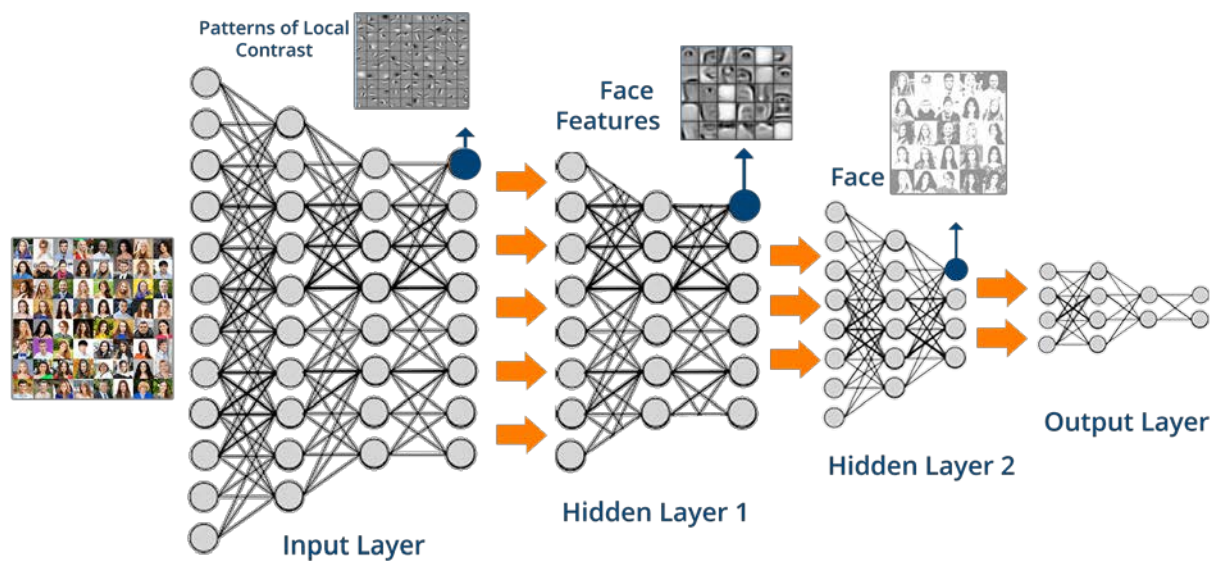 Patterns of Local
Contrast
Face
Features
Face
Input Layer
Hidden Layer 1
Hidden Layer 2
Output Layer